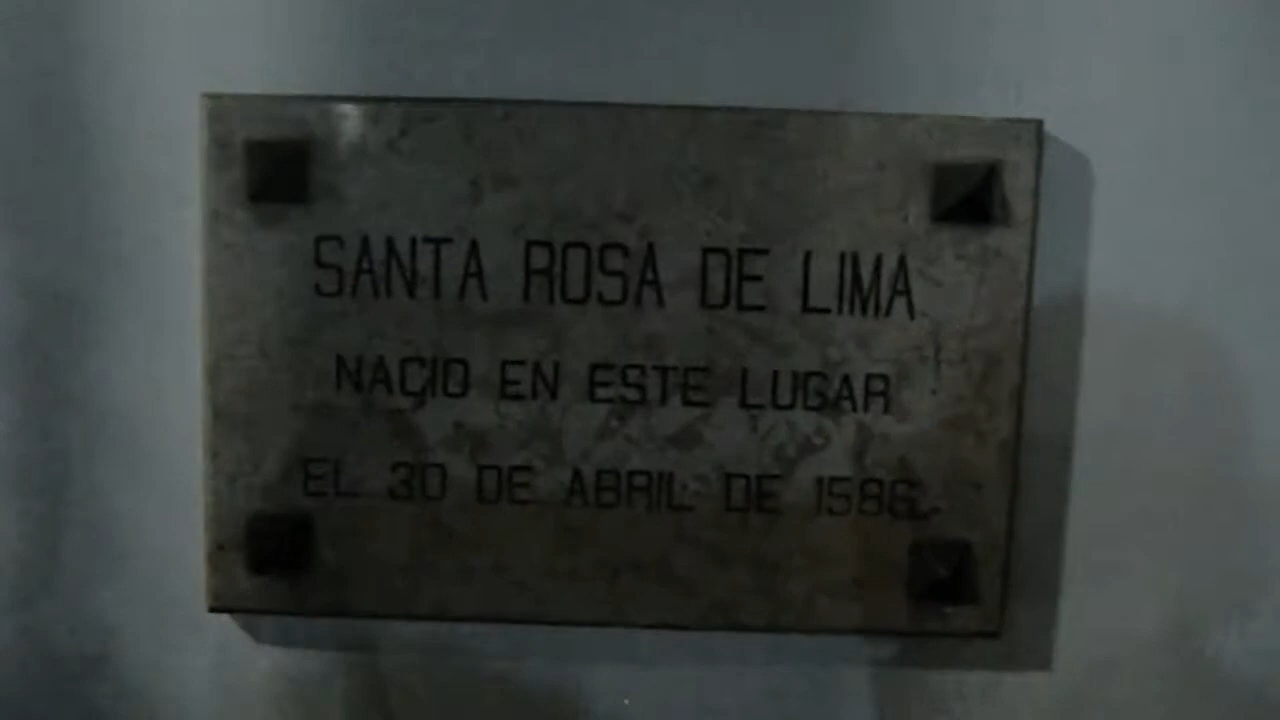 SANTA ROSA DE LIMA
NACIO EN ESTE LUGAR
EL 30 DE ABRIL DE 1586.